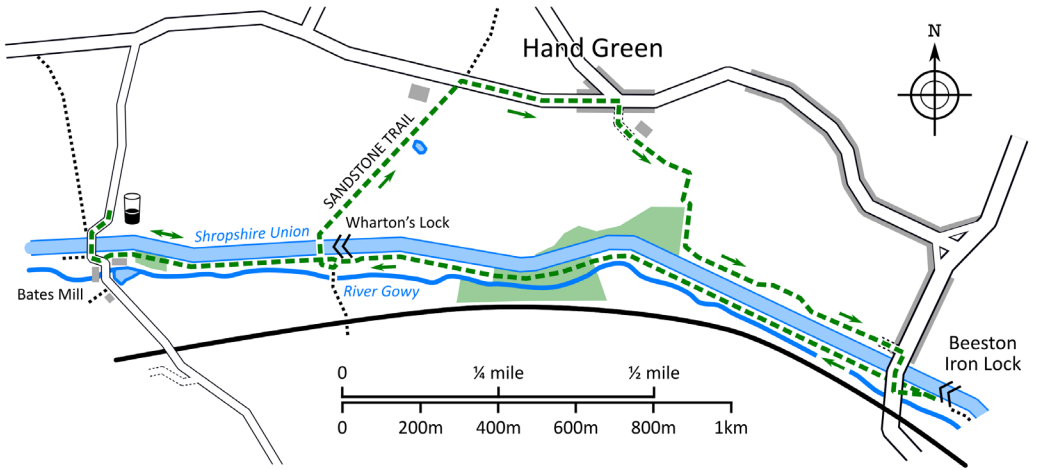 Hand Green
N
SANDSTONE TRAIL
Wharton's Lock
Shropshire Union
Bates Mill
River Gowy
Beeston
Iron Lock
0 ¼ mile ½ mile
0 200m 400m 600m 800m 1km